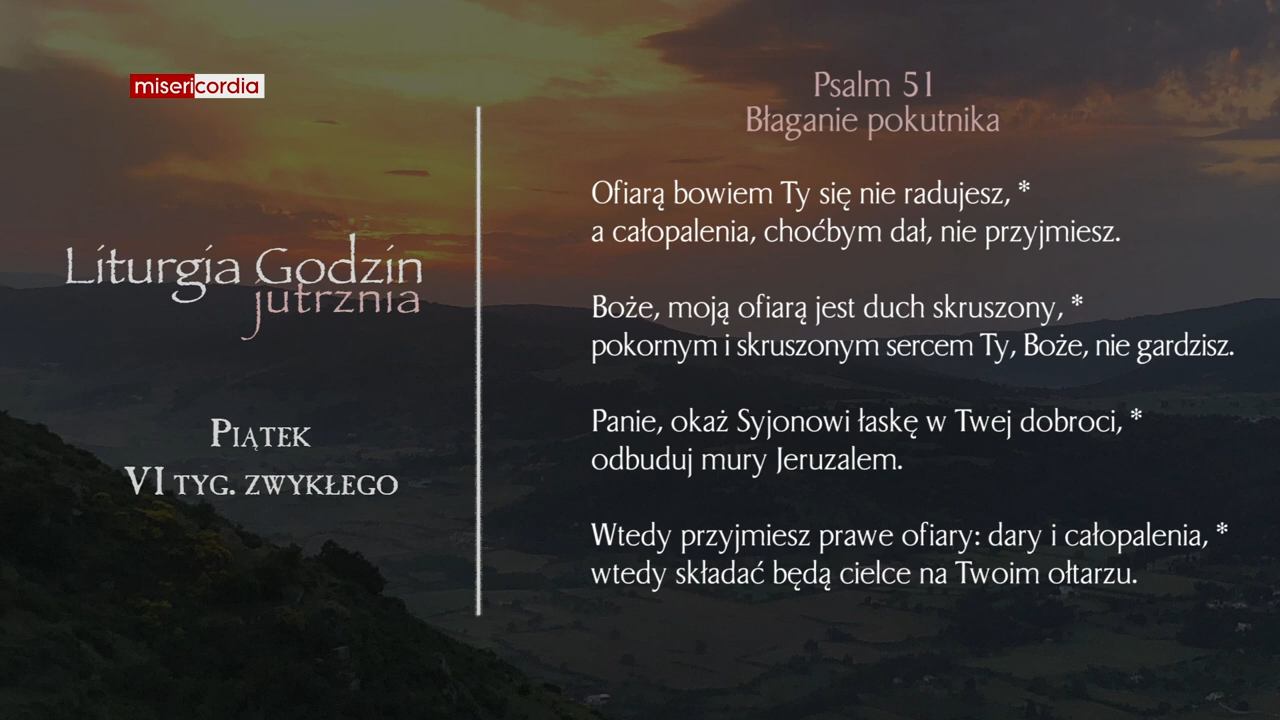 misericordia
Liturgia Godzin
jutrznia
Piątek
VI tyg. zwykłego
Psalm 51
Błaganie pokutnika
Ofiarą bowiem Ty się nie radujesz, *
a całopalenia, choćbym dał, nie przyjmiesz.
Boże, moją ofiarą jest duch skruszony, *
pokornym i skruszonym sercem Ty, Boże, nie gardzisz.
Panie, okaż Syjonowi łaskę w Twej dobroci, *
odbuduj mury Jeruzalem.
Wtedy przyjmiesz prawe ofiary: dary i całopalenia, *
wtedy składać będą cielce na Twoim ołtarzu.